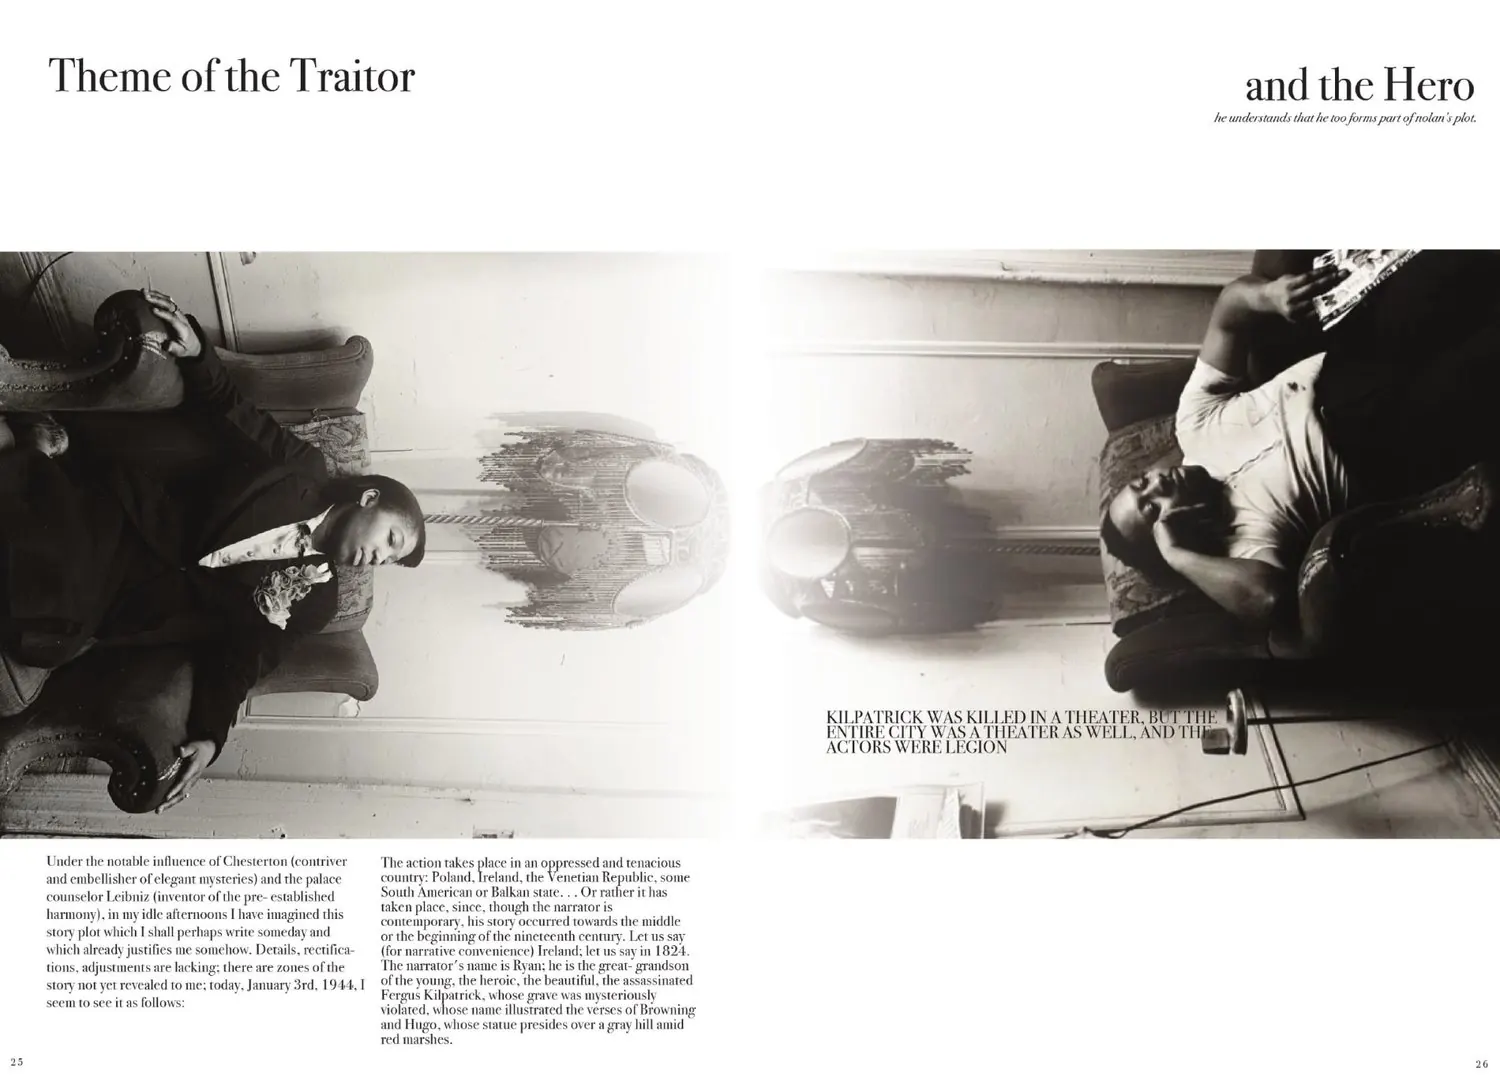 Theme of the Traitor
and the Hero
he understands that he too forms part of nolan's plot.
KILPATRICK WAS KILLED IN A THEATER, BUT THE
ENTIRE CITY WAS A THEATER AS WELL, AND THE
ACTORS WERE LEGION
Under the notable influence of Chesterton (contriver
and embellisher of elegant mysteries) and the palace
counselor Leibniz (inventor of the pre- established
harmony), in my idle afternoons I have imagined this
story plot which I shall perhaps write someday and
which already justifies me somehow. Details, rectifica-
tions, adjustments are lacking; there are zones of the
story not yet revealed to me; today, January 3rd, 1944, I
seem to see it as follows:
The action takes place in an oppressed and tenacious
country: Poland, Ireland, the Venetian Republic, some
South American or Balkan state. . . Or rather it has
taken place, since, though the narrator is
contemporary, his story occurred towards the middle
or the beginning of the nineteenth century. Let us say
(for narrative convenience) Ireland; let us say in 1824.
The narrator's name is Ryan; he is the great- grandson
of the young, the heroic, the beautiful, the assassinated
Fergus Kilpatrick, whose grave was mysteriously
violated, whose name illustrated the verses of Browning
and Hugo, whose statue presides over a gray hill amid
red marshes.
25
26